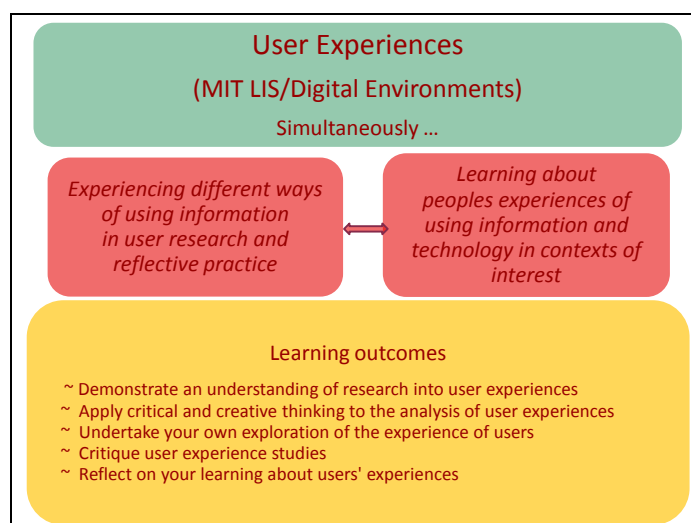 User Experiences
(MIT LIS/Digital Environments)
Simultaneously ...
Experiencing different ways
of using information
in user research and
reflective practice
Learning about
peoples experiences of
using information and
technology in contexts of
interest
Learning outcomes
~ Demonstrate an understanding of research into user experiences
~ Apply critical and creative thinking to the analysis of user experiences
~ Undertake your own exploration of the experience of users
~ Critique user experience studies
~ Reflect on your learning about users' experiences